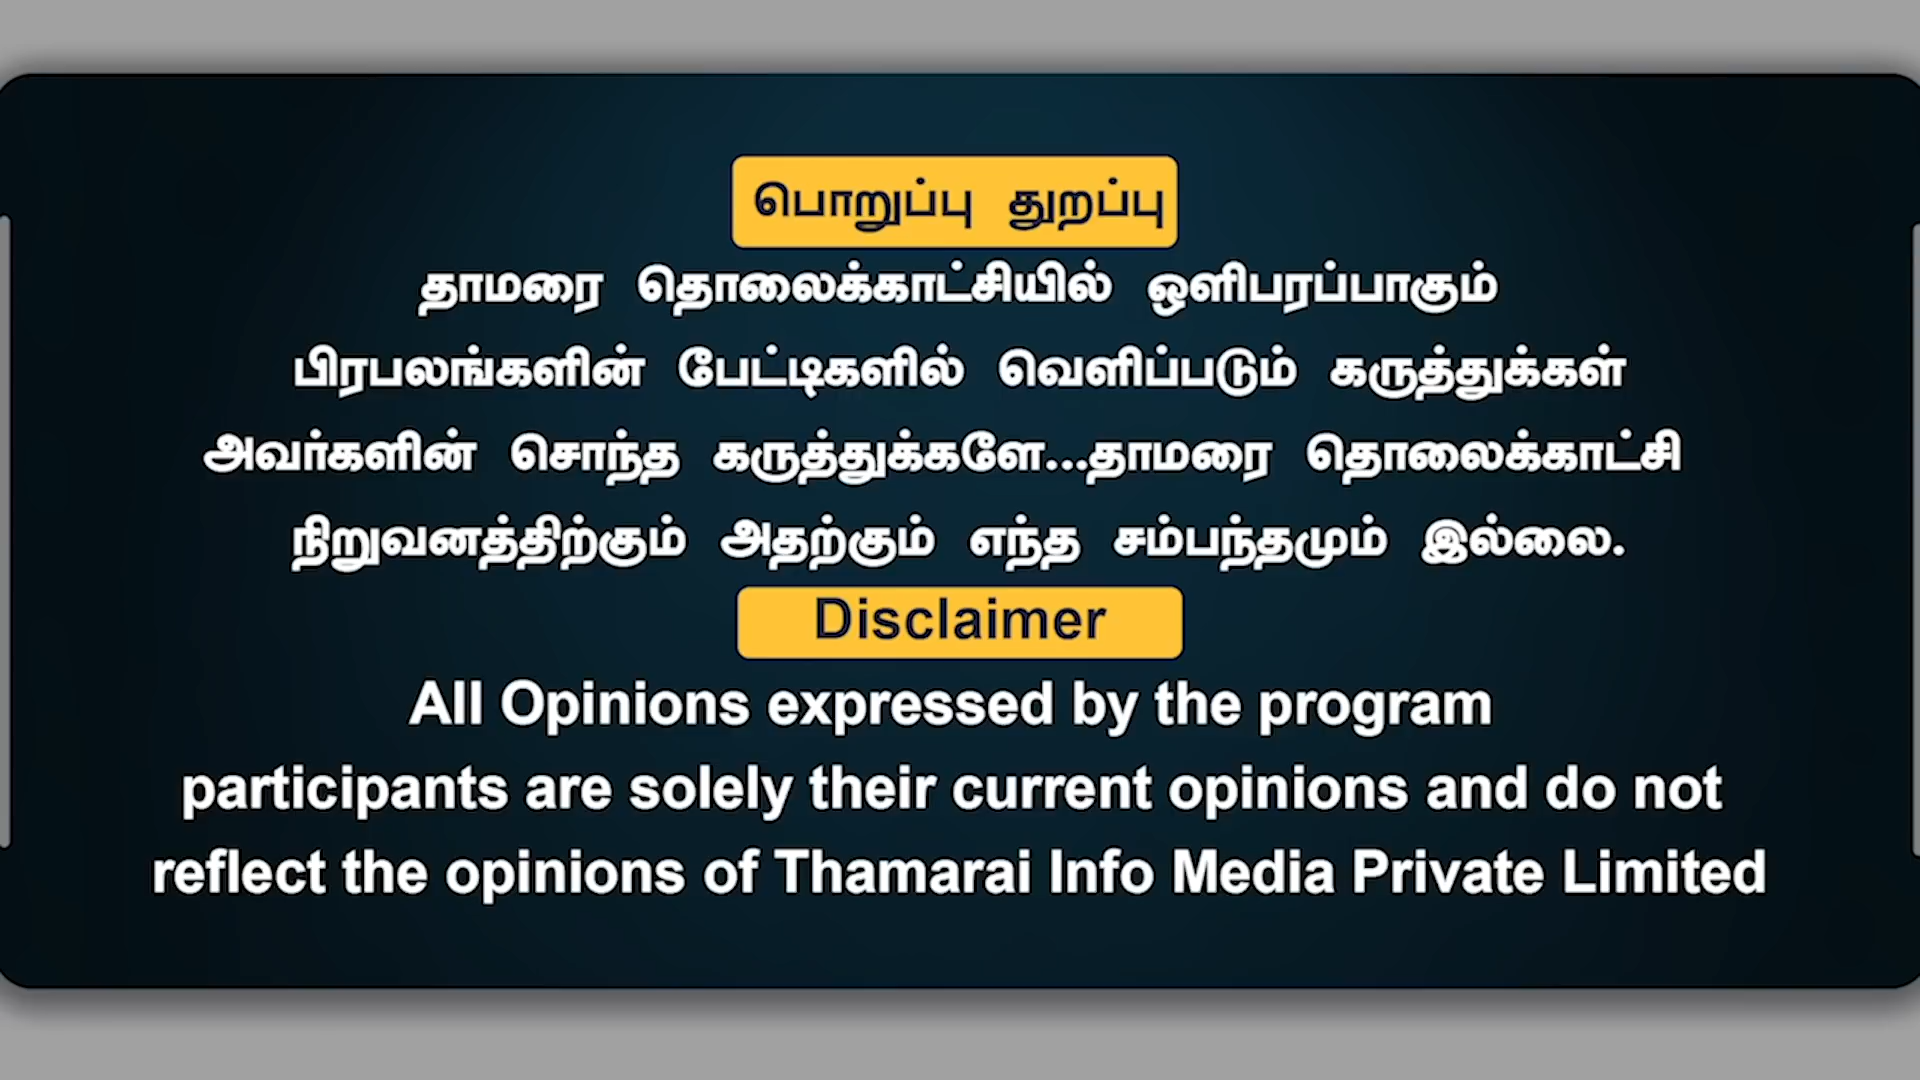 பொறுப்பு துறப்பு
தாமரை தொலைக்காட்சியில் ஒளிபரப்பாகும்
பிரபலங்களின் பேட்டிகளில் வெளிப்படும் கருத்துக்கள்
அவர்களின் சொந்த கருத்துக்களே...தாமரை தொலைக்காட்சி
நிறுவனத்திற்கும் அதற்கும் எந்த சம்பந்தமும் இல்லை.
Disclaimer
All Opinions expressed by the program
participants are solely their current opinions and do not
reflect the opinions of Thamarai Info Media Private Limited